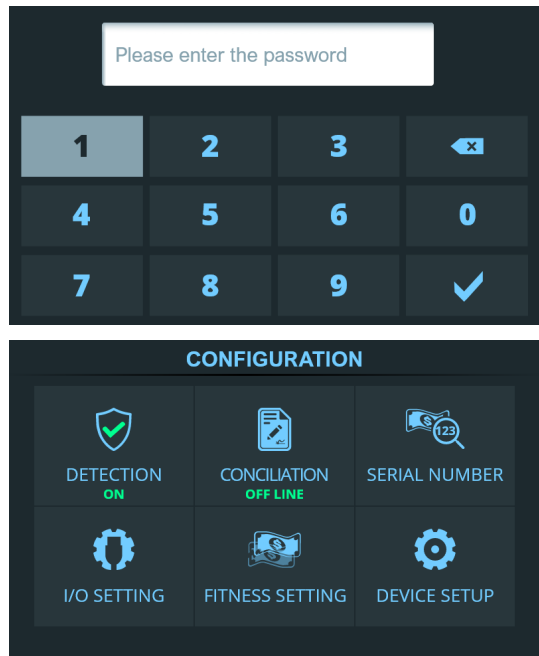 Please enter the password
1 2 3
4 5 6 0
7 8 9
CONFIGURATION
DETECTION CONCILIATION SERIAL NUMBER
ON OFF LINE
123
I/O SETTING FITNESS SETTING DEVICE SETUP